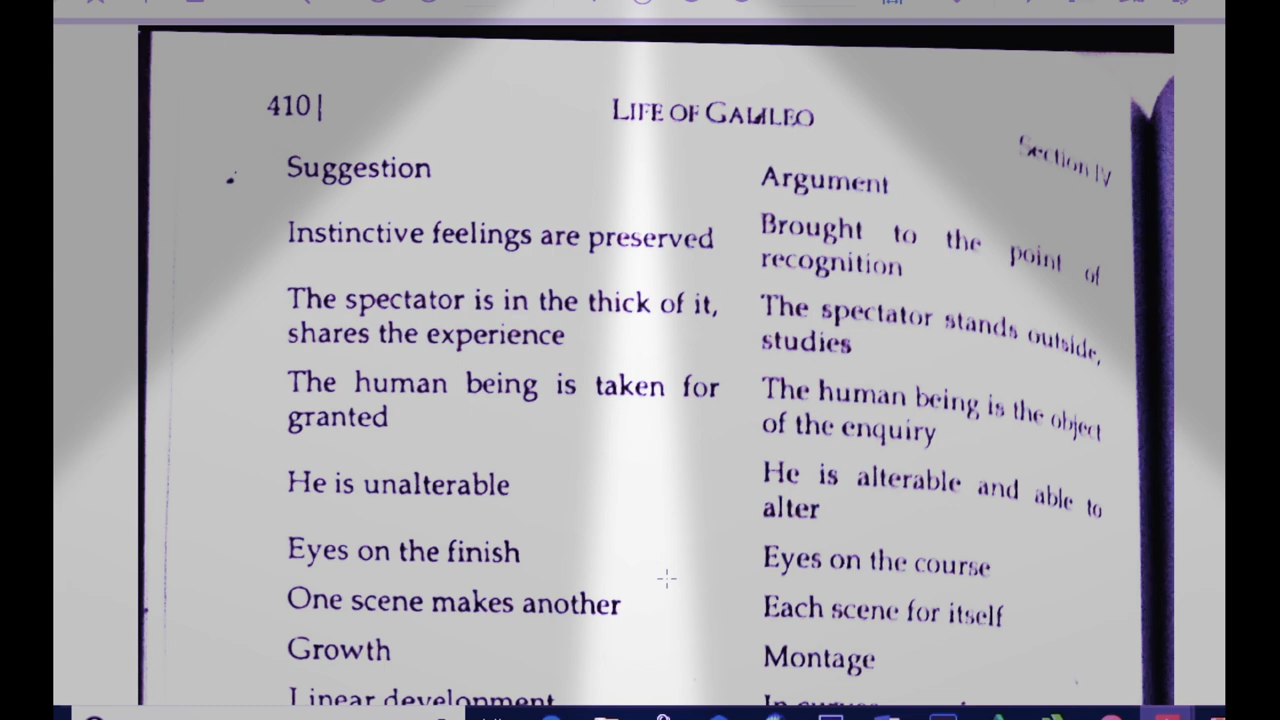 410|
LIFE OF GALILEO
Section IV
Suggestion
Argument
Instinctive feelings are preserved
Brought to the point of
recognition
The spectator is in the thick of it,
shares the experience
The spectator stands outside,
studies
The human being is taken for
granted
The human being is the object
of the enquiry
He is unalterable
He is alterable and able to
alter
Eyes on the finish
Eyes on the course
One scene makes another
Each scene for itself
Growth
Montage
Linear development
In curves